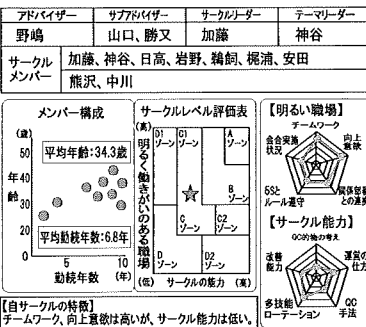 アドバイザー サブアドバイザー サークルリーダー テーマリーダー
野嶋 山口、勝又 加藤 神谷
サークルメンバー 加藤、神谷、日高、岩野、鵜飼、梶浦、安田
熊沢、中川
メンバー構成
(歳)
50
40
30
20
0
年齢
平均年齢:34.3歳
平均勤続年数:6.8年
5 10
勤続年数 (年)
サークルレベル評価表
(高)
明るく働きがいのある職場
(低) サークルの能力 (高)
D1ゾーン
C1ゾーン
Aゾーン
Bゾーン
Cゾーン
C2ゾーン
Dゾーン
D2ゾーン
【明るい職場】
チームワーク
会合実施状況
向上意欲
5Sとルール遵守
関係部署との連携
【サークル能力】
QC的物の考え
改善能力
運営の仕方
多技能ローテーション
QC手法
【自サークルの特徴】
チームワーク、向上意欲は高いが、サークル能力は低い。